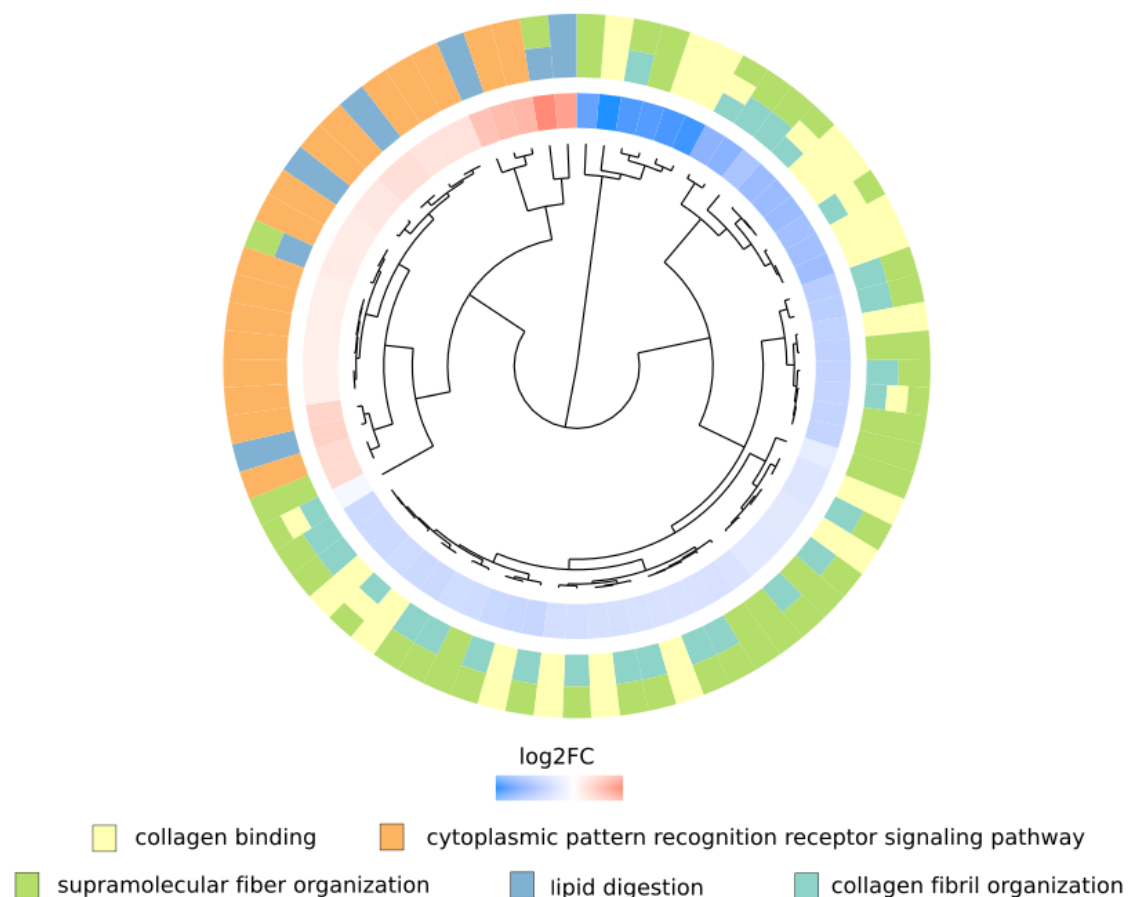 log2FC
collagen binding
cytoplasmic pattern recognition receptor signaling pathway
supramolecular fiber organization
lipid digestion
collagen fibril organization